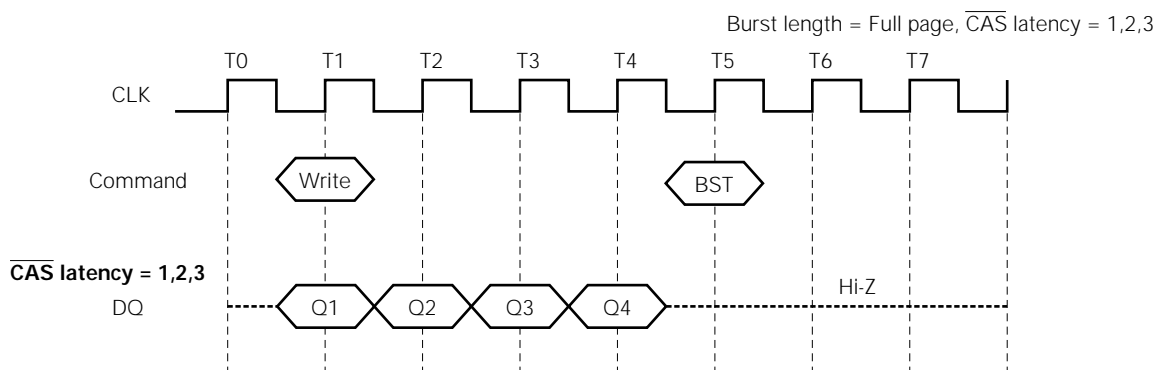 Burst length = Full page, CAS latency = 1,2,3
T0 T1 T2 T3 T4 T5 T6 T7
CLK
Command Write BST
CAS latency = 1,2,3
Hi-Z
DQ Q1 Q2 Q3 Q4